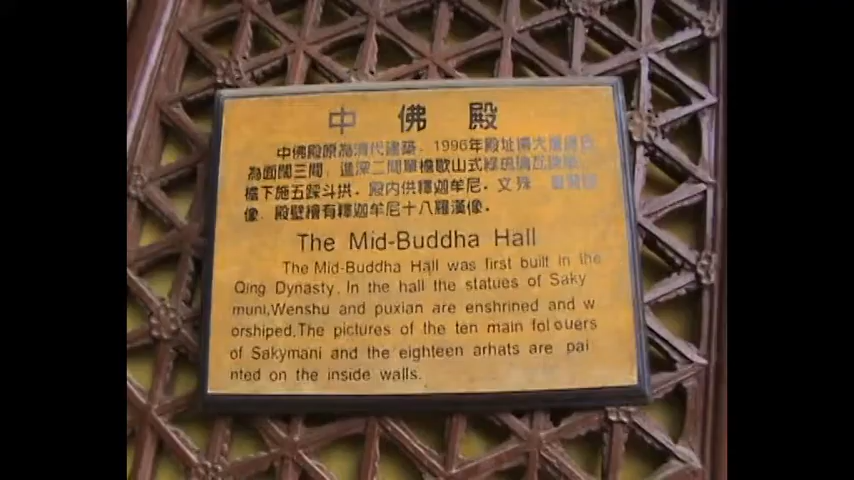 中佛殿
中佛殿原為清代建築．1996年殿址擴大重建
為面闊三間，進深二間單檐歇山式綠琉璃瓦
檐下施五踩斗拱．殿内供釋迦牟尼．文殊
像．殿壁繪有釋迦牟尼十八羅漢像．
The Mid-Buddha Hall
The Mid-Buddha Hall was first built in the
Qing Dynasty. In the hall the statues of Saky
muni,Wenshu and puxian are enshrined and w
orshiped.The pictures of the ten main folouers
of Sakymani and the eighteen arhats are pai
nted on the inside walls.